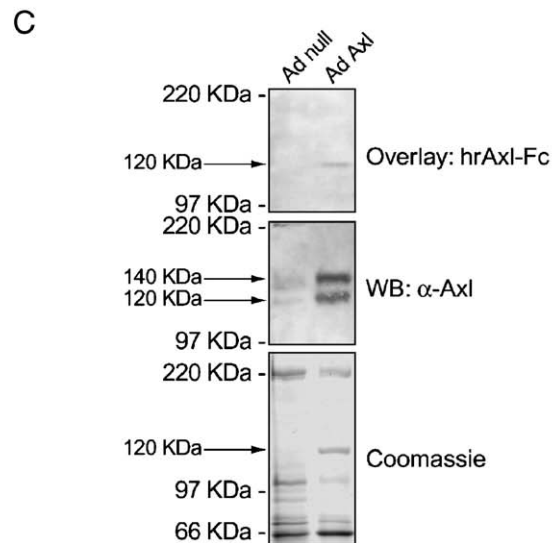 C
Ad null
Ad Axl
220 KDa -
120 KDa
Overlay: hrAxl-Fc
97 KDa -
220 KDa -
140 KDa
120 KDa
WB: α-Axl
97 KDa -
220 KDa -
120 KDa
Coomassie
97 KDa -
66 KDa -